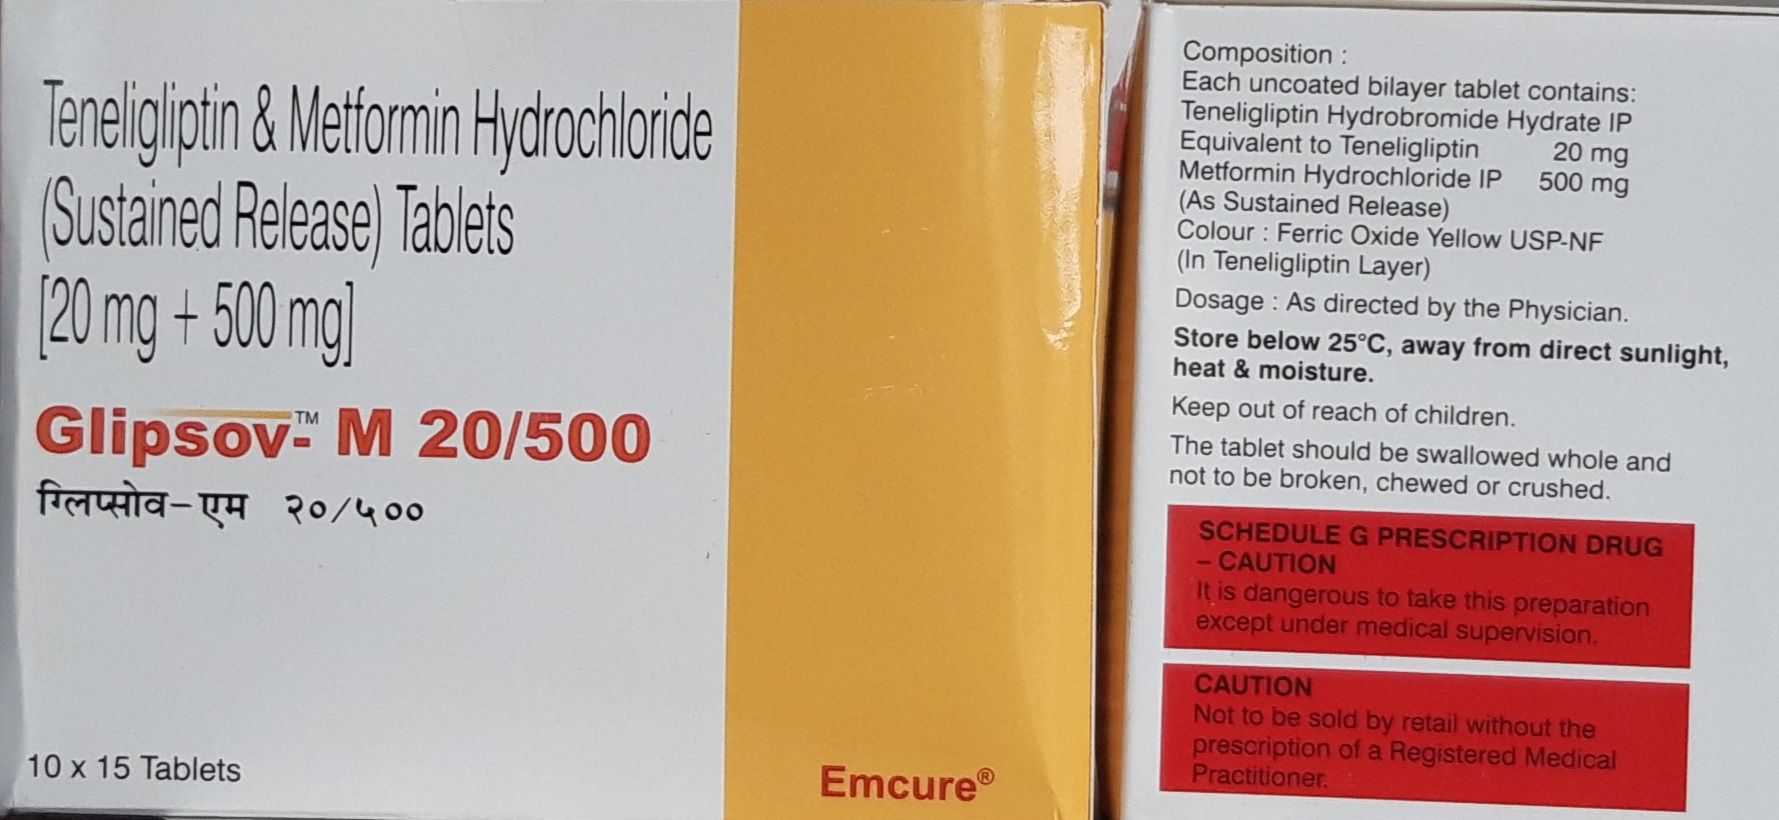 Teneligliptin & Metformin Hydrochloride
(Sustained Release) Tablets
[20 mg + 500 mg]
Glipsov-™ M 20/500
ग्लिप्सोव-एम २०/५००
10 x 15 Tablets
Emcure®
Composition :
Each uncoated bilayer tablet contains:
Teneligliptin Hydrobromide Hydrate IP
Equivalent to Teneligliptin 20 mg
Metformin Hydrochloride IP 500 mg
(As Sustained Release)
Colour : Ferric Oxide Yellow USP-NF
(In Teneligliptin Layer)
Dosage : As directed by the Physician.
Store below 25°C, away from direct sunlight,
heat & moisture.
Keep out of reach of children.
The tablet should be swallowed whole and
not to be broken, chewed or crushed.
SCHEDULE G PRESCRIPTION DRUG
– CAUTION
It is dangerous to take this preparation
except under medical supervision.
CAUTION
Not to be sold by retail without the
prescription of a Registered Medical
Practitioner.